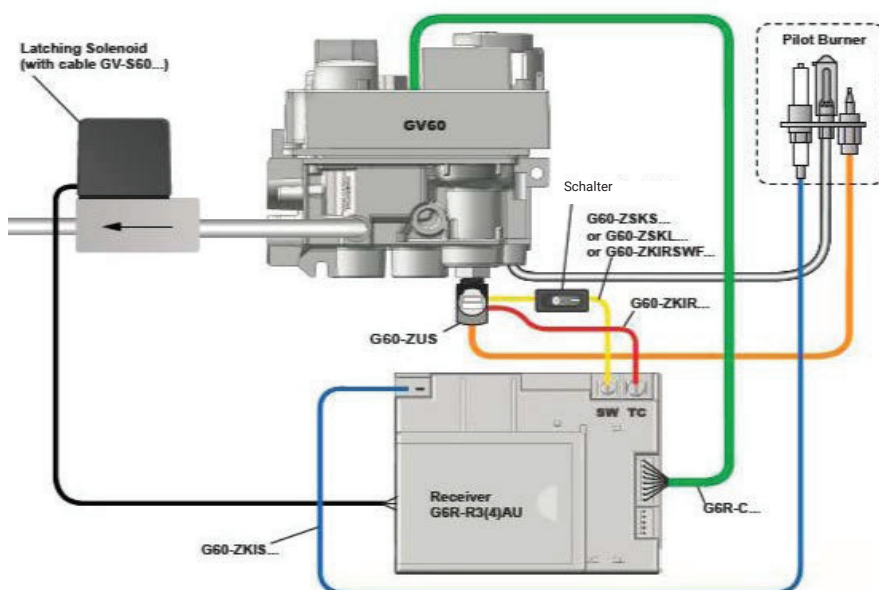 Latching Solenoid
(with cable GV-S60...)
Pilot Burner
GV60
Schalter
G60-ZSKS...
or G60-ZSKL...
or G60-ZKIRSWF...
G60-ZKIR...
G60-ZUS
SW TC
Receiver
G6R-R3(4)AU
G6R-C...
G60-ZKIS...